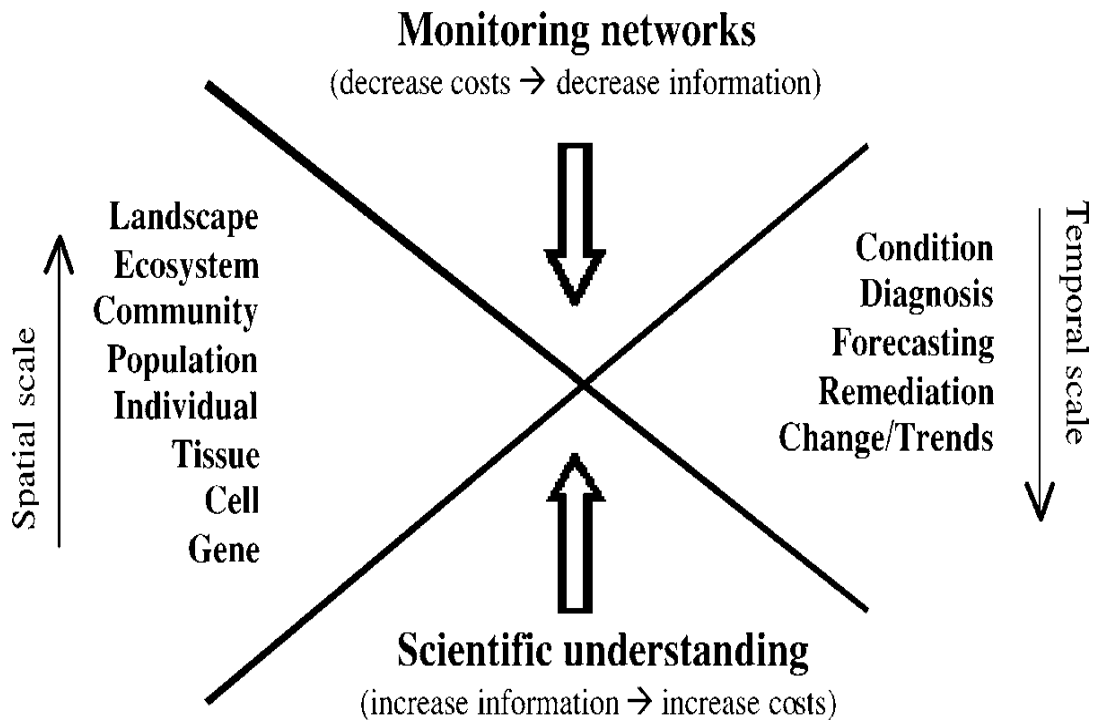 Monitoring networks
(decrease costs → decrease information)
Spatial scale
Landscape
Ecosystem
Community
Population
Individual
Tissue
Cell
Gene
Condition
Diagnosis
Forecasting
Remediation
Change/Trends
Temporal scale
Scientific understanding
(increase information → increase costs)